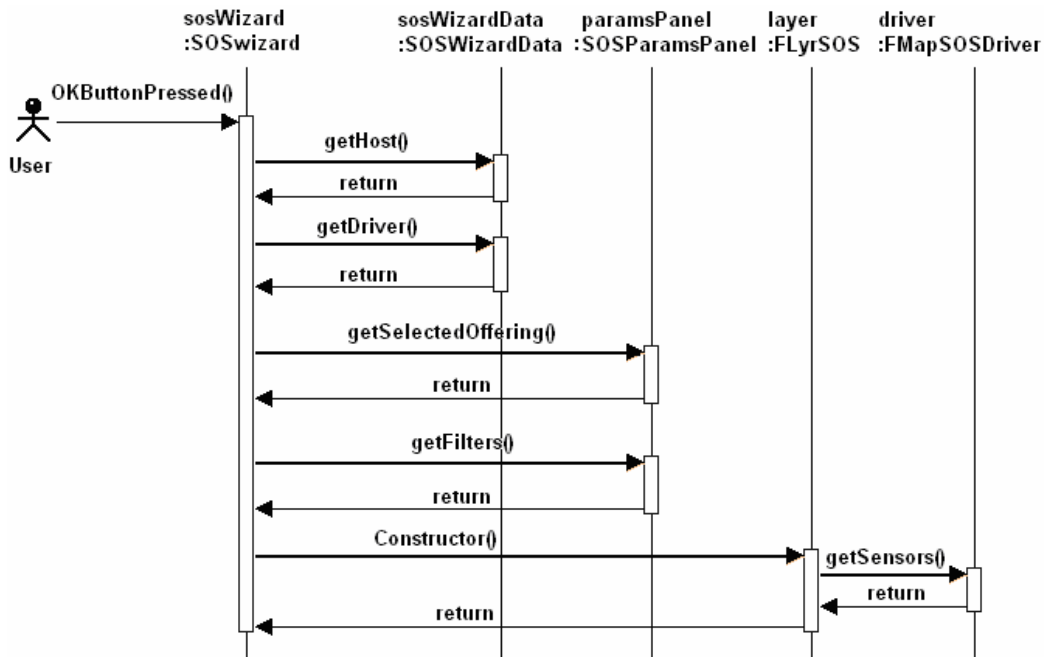 sosWizard
:SOSwizard
sosWizardData
:SOSWizardData
paramsPanel
:SOSParamsPanel
layer
:FLyrSOS
driver
:FMapSOSDriver
OKButtonPressed()
User
getHost()
return
getDriver()
return
getSelectedOffering()
return
getFilters()
return
Constructor()
getSensors()
return
return